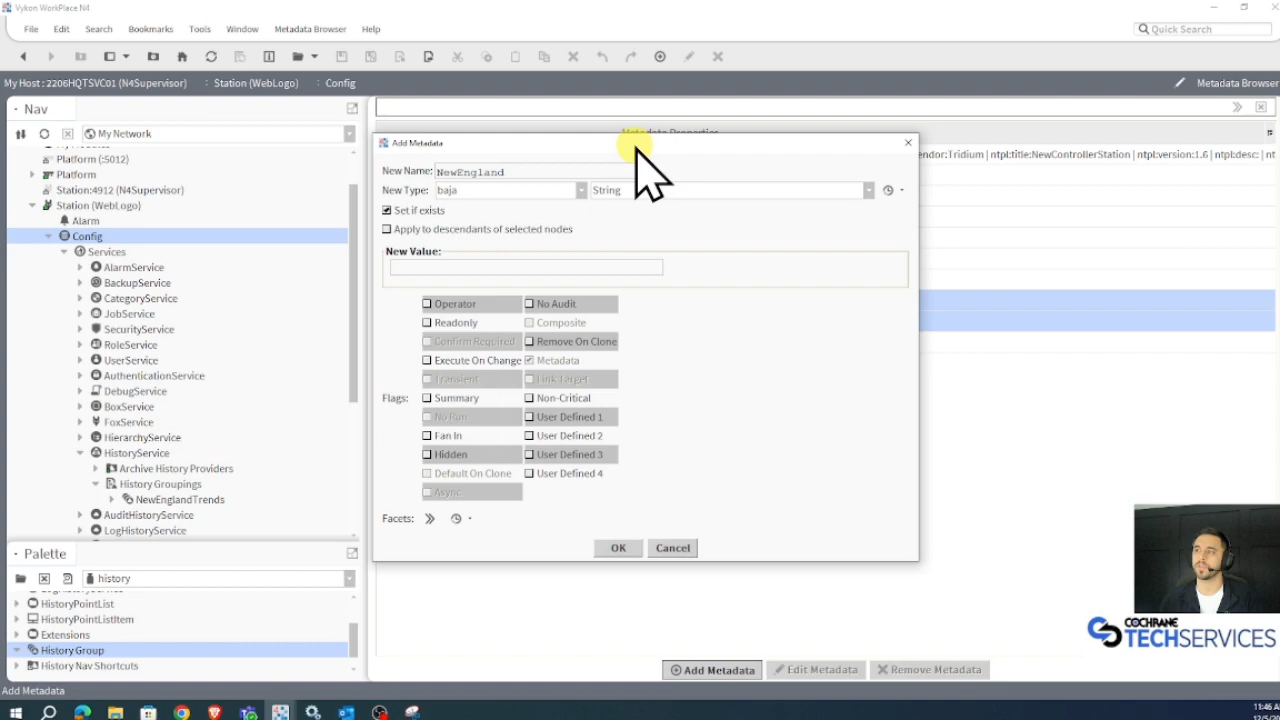 Vykon WorkPlace N4
File Edit Search Bookmarks Tools Window Metadata Browser Help
Quick Search
My Host : 2206HQTSVC01 (N4Supervisor) : Station (WebLogo) : Config
Metadata Browser
Nav
My Network
Platform (:5012)
Platform
Station:4912 (N4Supervisor)
Station (WebLogo)
Alarm
Config
Services
AlarmService
BackupService
CategoryService
JobService
SecurityService
RoleService
UserService
AuthenticationService
DebugService
BoxService
FoxService
HierarchyService
HistoryService
Archive History Providers
History Groupings
NewEnglandTrends
AuditHistoryService
LogHistoryService
Palette
history
HistoryPointList
HistoryPointListItem
Extensions
History Group
History Nav Shortcuts
Add Metadata
Metadata Properties
endor:Tridium | ntpl:title:NewControllerStation | ntpl:version:1.6 | ntpl:desc: | nt
Add Metadata
New Name: NewEngland
New Type: baja String
Set if exists
Apply to descendants of selected nodes
New Value:
Flags:
Operator No Audit
Readonly Composite
Confirm Required Remove On Clone
Execute On Change Metadata
Transient Link Target
Summary Non-Critical
No Run User Defined 1
Fan In User Defined 2
Hidden User Defined 3
Default On Clone User Defined 4
Async
Facets:
OK Cancel
Add Metadata Edit Metadata Remove Metadata
COCHRANE
TECHSERVICES
11:46 A